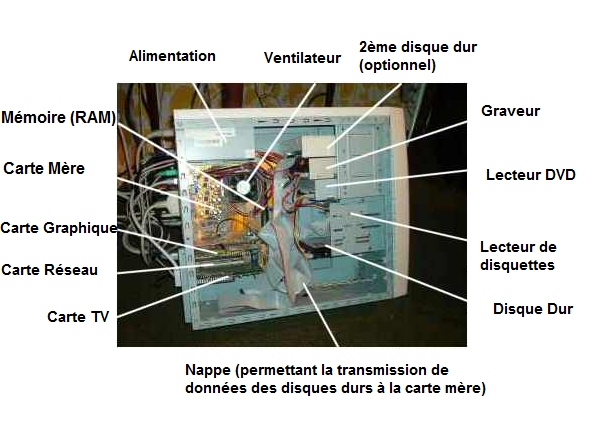 2ème disque dur
(optionnel)
Alimentation
Ventilateur
Graveur
Mémoire (RAM)
Carte Mère
Lecteur DVD
Carte Graphique
Lecteur de
disquettes
Carte Réseau
Disque Dur
Carte TV
Nappe (permettant la transmission de
données des disques durs à la carte mère)